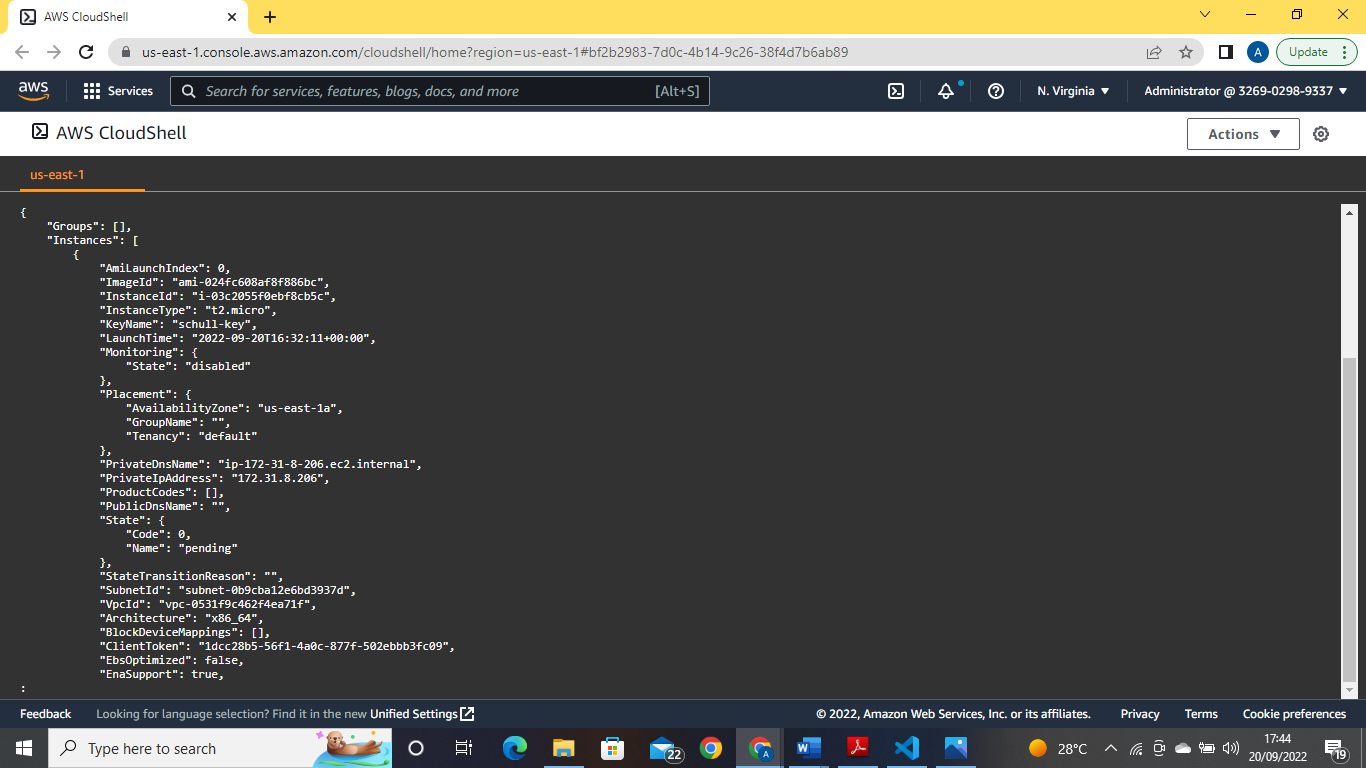 AWS CloudShell
us-east-1.console.aws.amazon.com/cloudshell/home?region=us-east-1#bf2b2983-7d0c-4b14-9c26-38f4d7b6ab89
A
Update
aws
Services
Search for services, features, blogs, docs, and more
[Alt+S]
N. Virginia
Administrator @ 3269-0298-9337
AWS CloudShell
Actions
us-east-1
{
    "Groups": [],
    "Instances": [
        {
            "AmiLaunchIndex": 0,
            "ImageId": "ami-024fc608af8f886bc",
            "InstanceId": "i-03c2055f0ebf8cb5c",
            "InstanceType": "t2.micro",
            "KeyName": "schull-key",
            "LaunchTime": "2022-09-20T16:32:11+00:00",
            "Monitoring": {
                "State": "disabled"
            },
            "Placement": {
                "AvailabilityZone": "us-east-1a",
                "GroupName": "",
                "Tenancy": "default"
            },
            "PrivateDnsName": "ip-172-31-8-206.ec2.internal",
            "PrivateIpAddress": "172.31.8.206",
            "ProductCodes": [],
            "PublicDnsName": "",
            "State": {
                "Code": 0,
                "Name": "pending"
            },
            "StateTransitionReason": "",
            "SubnetId": "subnet-0b9cba12e6bd3937d",
            "VpcId": "vpc-0531f9c462f4ea71f",
            "Architecture": "x86_64",
            "BlockDeviceMappings": [],
            "ClientToken": "1dcc28b5-56f1-4a0c-877f-502ebbb3fc09",
            "EbsOptimized": false,
            "EnaSupport": true,
:
Feedback
Looking for language selection? Find it in the new Unified Settings
© 2022, Amazon Web Services, Inc. or its affiliates.
Privacy
Terms
Cookie preferences
Type here to search
22
A
28°C
17:44
20/09/2022
19